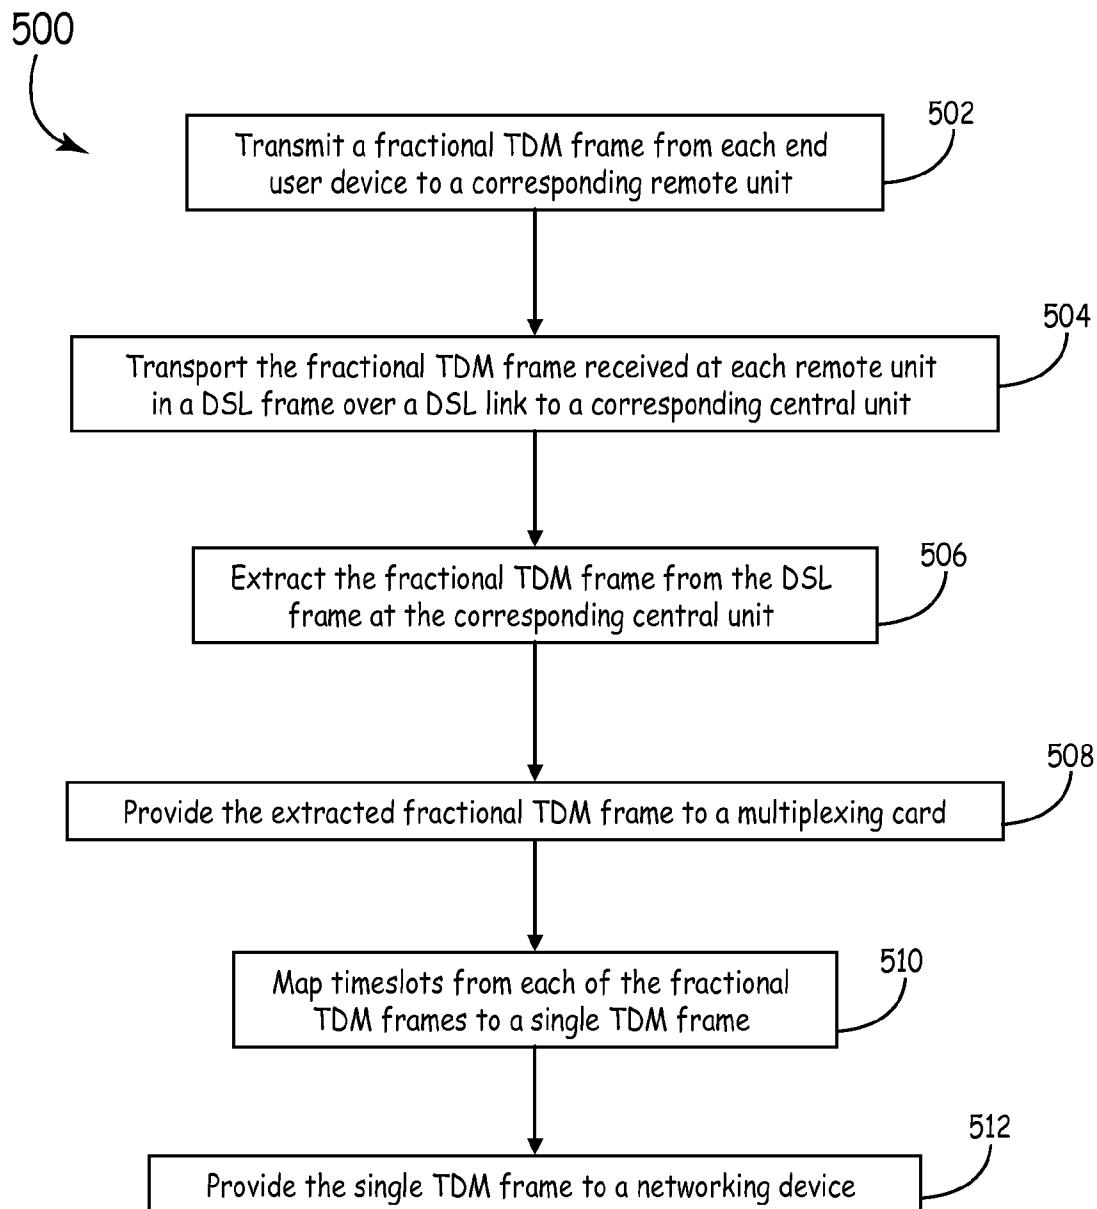 500
502
Transmit a fractional TDM frame from each end
user device to a corresponding remote unit
504
Transport the fractional TDM frame received at each remote unit
in a DSL frame over a DSL link to a corresponding central unit
506
Extract the fractional TDM frame from the DSL
frame at the corresponding central unit
508
Provide the extracted fractional TDM frame to a multiplexing card
510
Map timeslots from each of the fractional
TDM frames to a single TDM frame
512
Provide the single TDM frame to a networking device